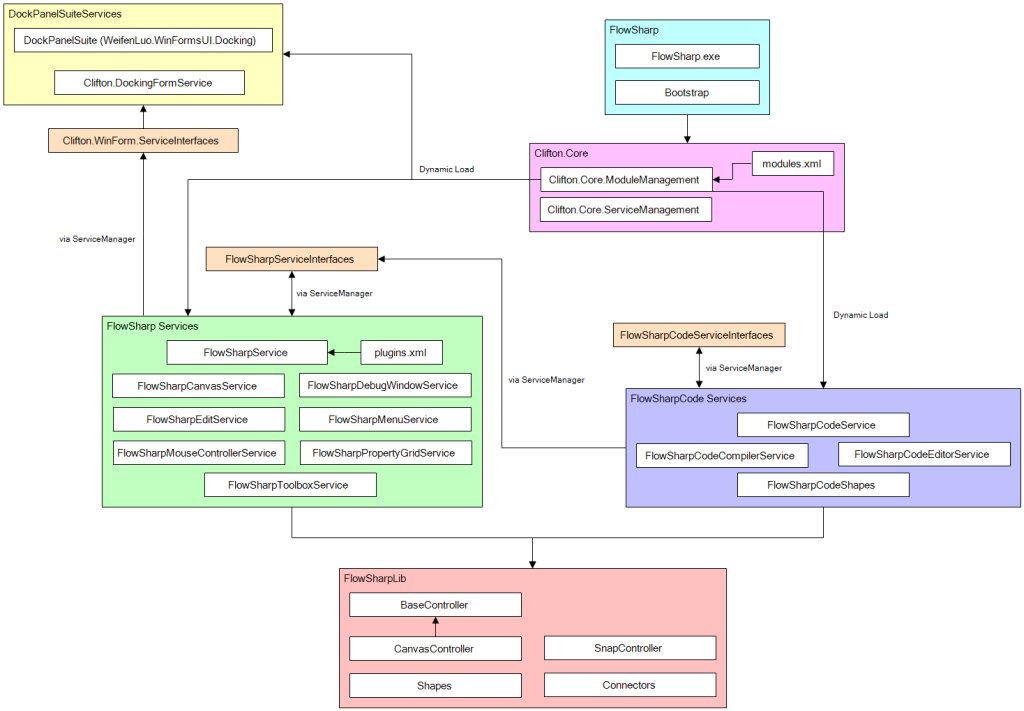 DockPanelSuiteServices
DockPanelSuite (WeifenLuo.WinFormsUI.Docking)
Clifton.DockingFormService
Clifton.WinForm.ServiceInterfaces
FlowSharp
FlowSharp.exe
Bootstrap
Clifton.Core
modules.xml
Clifton.Core.ModuleManagement
Clifton.Core.ServiceManagement
Dynamic Load
via ServiceManager
FlowSharpServiceInterfaces
via ServiceManager
Dynamic Load
FlowSharpCodeServiceInterfaces
via ServiceManager
via ServiceManager
FlowSharp Services
FlowSharpService
plugins.xml
FlowSharpCanvasService
FlowSharpDebugWindowService
FlowSharpEditService
FlowSharpMenuService
FlowSharpMouseControllerService
FlowSharpPropertyGridService
FlowSharpToolboxService
FlowSharpCode Services
FlowSharpCodeService
FlowSharpCodeCompilerService
FlowSharpCodeEditorService
FlowSharpCodeShapes
FlowSharpLib
BaseController
CanvasController
SnapController
Shapes
Connectors